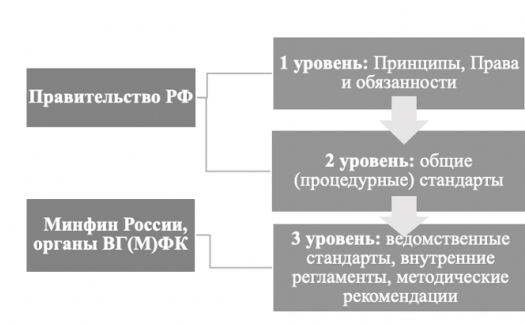 1 уровень: Принципы, Права
и обязанности
Правительство РФ
2 уровень: общие
(процедурные) стандарты
Минфин России,
органы ВГ(М)ФК
3 уровень: ведомственные
стандарты, внутренние
регламенты, методические
рекомендации